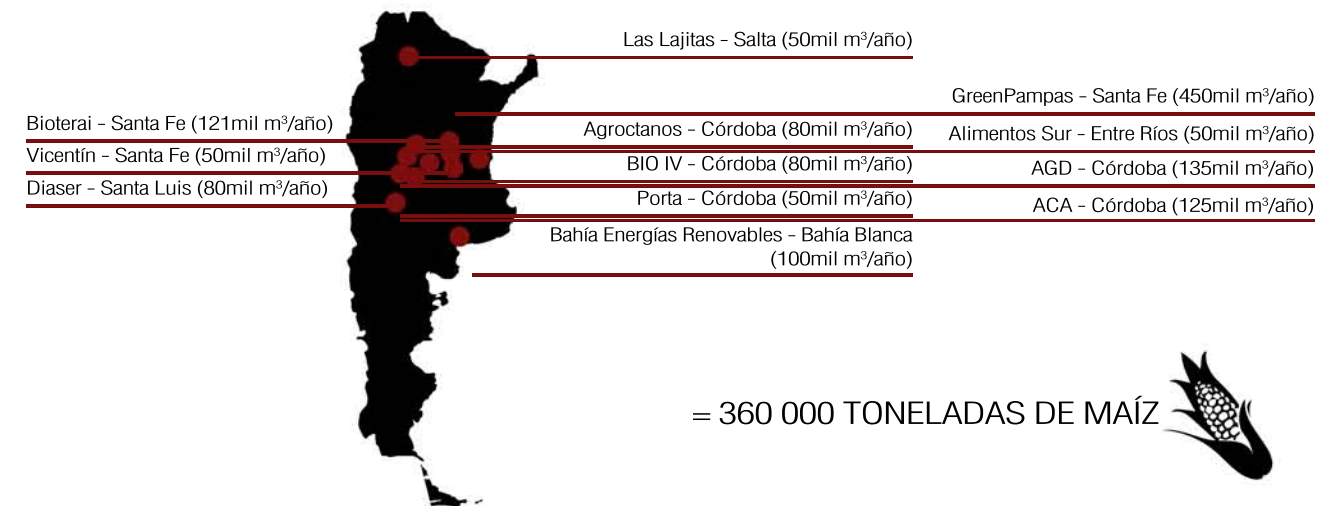 Las Lajitas – Salta (50mil m³/año)
GreenPampas – Santa Fe (450mil m³/año)
Bioterai – Santa Fe (121mil m³/año)
Agroctanos – Córdoba (80mil m³/año)
Alimentos Sur – Entre Ríos (50mil m³/año)
Vicentín – Santa Fe (50mil m³/año)
BIO IV – Córdoba (80mil m³/año)
AGD – Córdoba (135mil m³/año)
Diaser – Santa Luis (80mil m³/año)
Porta – Córdoba (50mil m³/año)
ACA – Córdoba (125mil m³/año)
Bahía Energías Renovables – Bahía Blanca
(100mil m³/año)
= 360 000 TONELADAS DE MAÍZ